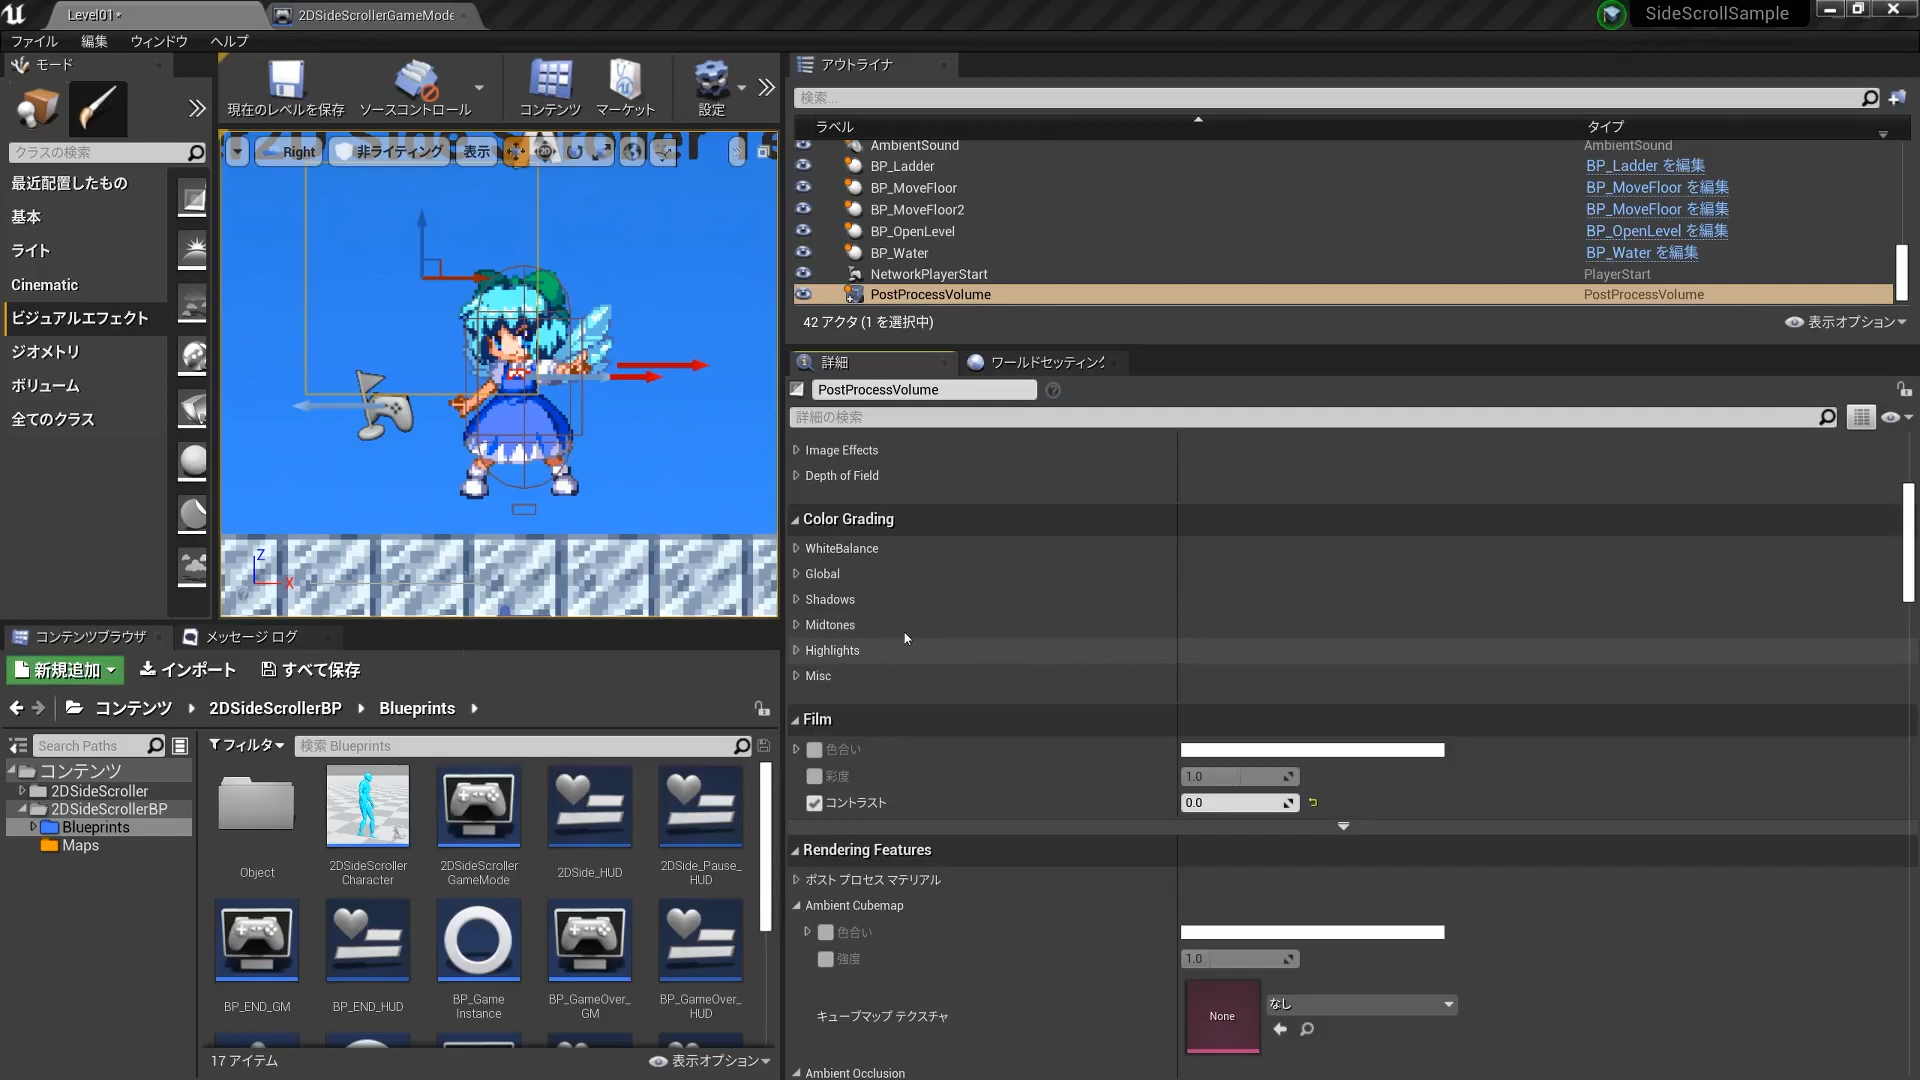 Level01*
2DSideScrollerGameMode
SideScrollSample
ファイル
編集
ウィンドウ
ヘルプ
モード
現在のレベルを保存
ソースコントロール
コンテンツ
マーケット
設定
クラスの検索
最近配置したもの
基本
ライト
Cinematic
ビジュアルエフェクト
ジオメトリ
ボリューム
全てのクラス
Right
非ライティング
表示
Z
X
アウトライナ
検索...
ラベル
タイプ
AmbientSound
AmbientSound
BP_Ladder
BP_Ladder を編集
BP_MoveFloor
BP_MoveFloor を編集
BP_MoveFloor2
BP_MoveFloor を編集
BP_OpenLevel
BP_OpenLevel を編集
BP_Water
BP_Water を編集
NetworkPlayerStart
PlayerStart
PostProcessVolume
PostProcessVolume
42 アクタ (1 を選択中)
表示オプション
詳細
ワールドセッティング
PostProcessVolume
詳細の検索
Image Effects
Depth of Field
Color Grading
WhiteBalance
Global
Shadows
Midtones
Highlights
Misc
Film
色合い
彩度
1.0
コントラスト
0.0
Rendering Features
ポスト プロセス マテリアル
Ambient Cubemap
色合い
強度
1.0
キューブマップ テクスチャ
None
なし
Ambient Occlusion
コンテンツブラウザ
メッセージ ログ
新規追加
インポート
すべて保存
コンテンツ
2DSideScrollerBP
Blueprints
Search Paths
フィルタ
検索 Blueprints
コンテンツ
2DSideScroller
2DSideScrollerBP
Blueprints
Maps
Object
2DSideScroller
Character
2DSideScroller
GameMode
2DSide_HUD
2DSide_Pause_
HUD
BP_END_GM
BP_END_HUD
BP_Game
Instance
BP_GameOver_
GM
BP_GameOver_
HUD
17 アイテム
表示オプション